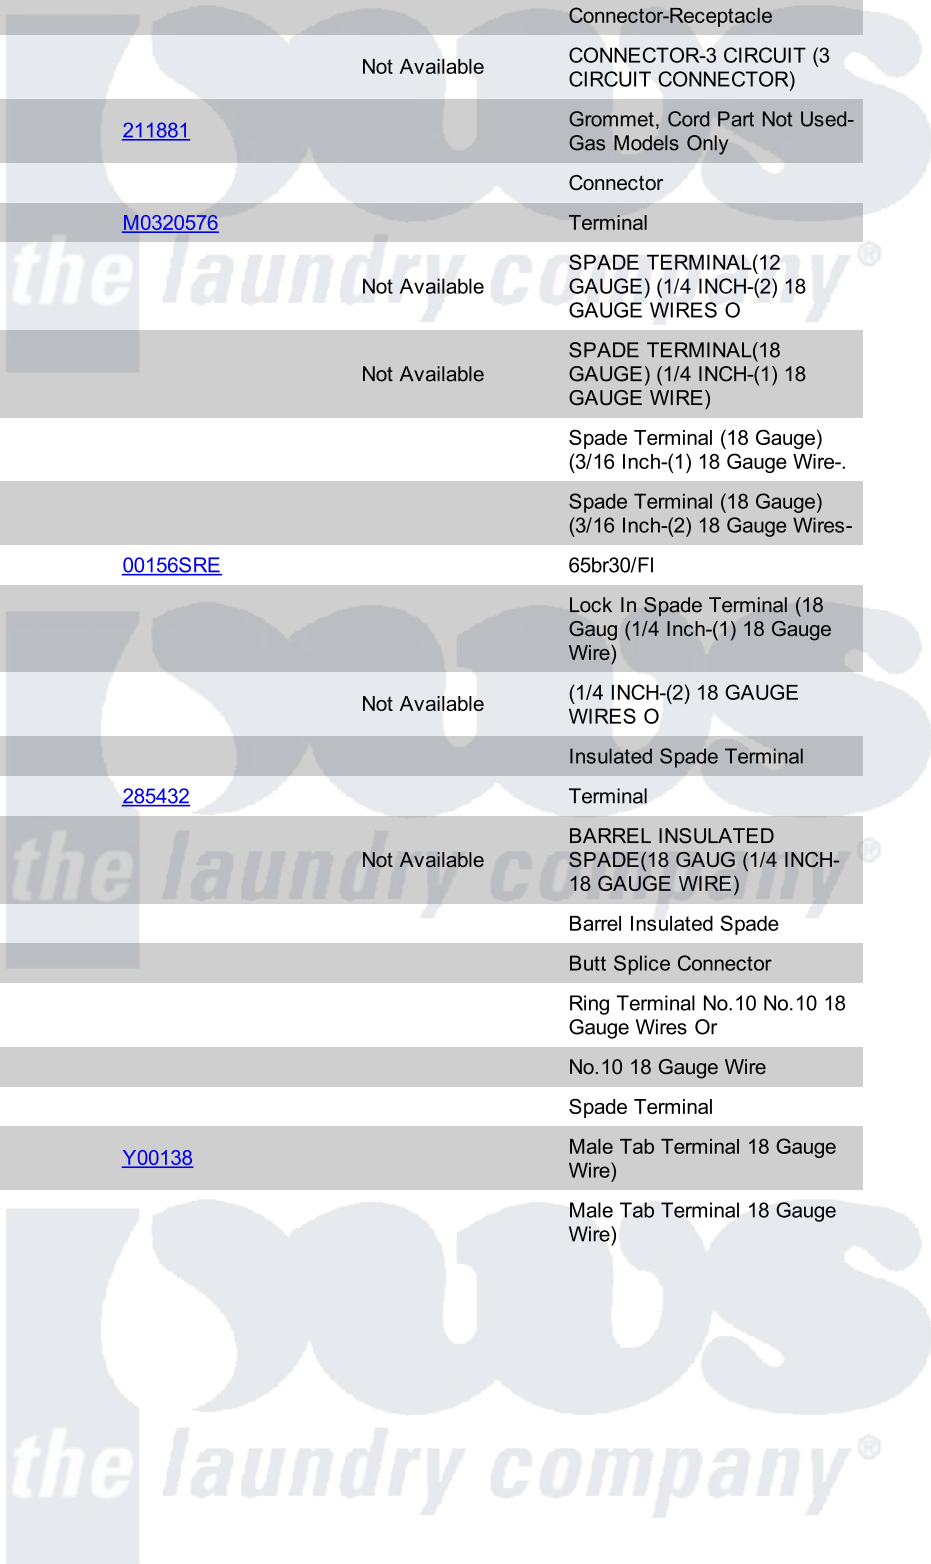 Connector-Receptacle
Not Available
CONNECTOR-3 CIRCUIT (3
CIRCUIT CONNECTOR)
211881
Grommet, Cord Part Not Used-
Gas Models Only
Connector
M0320576
Terminal
the laundry company®
Not Available
SPADE TERMINAL(12
GAUGE) (1/4 INCH-(2) 18
GAUGE WIRES O
Not Available
SPADE TERMINAL(18
GAUGE) (1/4 INCH-(1) 18
GAUGE WIRE)
Spade Terminal (18 Gauge)
(3/16 Inch-(1) 18 Gauge Wire-.
Spade Terminal (18 Gauge)
(3/16 Inch-(2) 18 Gauge Wires-
00156SRE
65br30/Fl
Lock In Spade Terminal (18
Gaug (1/4 Inch-(1) 18 Gauge
Wire)
Not Available
(1/4 INCH-(2) 18 GAUGE
WIRES O
Insulated Spade Terminal
285432
Terminal
the laundry company®
Not Available
BARREL INSULATED
SPADE(18 GAUG (1/4 INCH-
18 GAUGE WIRE)
Barrel Insulated Spade
Butt Splice Connector
Ring Terminal No.10 No.10 18
Gauge Wires Or
No.10 18 Gauge Wire
Spade Terminal
Y00138
Male Tab Terminal 18 Gauge
Wire)
Male Tab Terminal 18 Gauge
Wire)
pws
the laundry company®